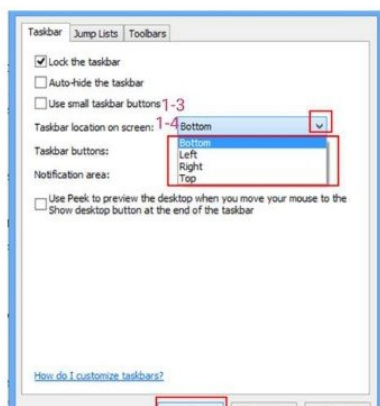 Taskbar Jump Lists Toolbars
Lock the taskbar
Auto-hide the taskbar
Use small taskbar buttons 1-3
Taskbar location on screen: 1-4 Bottom
Bottom
Taskbar buttons: Left
Right
Notification area: Top
Use Peek to preview the desktop when you move your mouse to the
Show desktop button at the end of the taskbar
How do I customize taskbars?